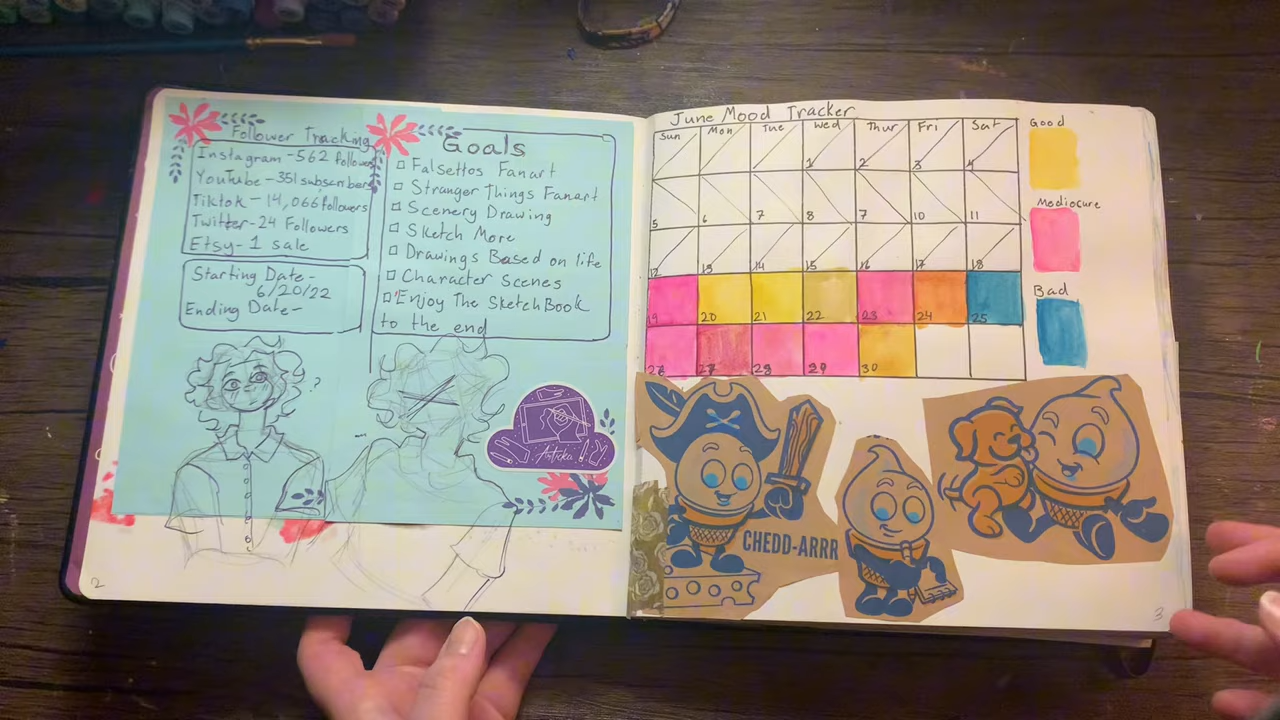 Follower Tracking
Instagram - 562 followers
YouTube - 351 subscribers
Tiktok - 14,066 followers
Twitter - 24 Followers
Etsy - 1 sale
Starting Date -
6/20/22
Ending Date -
Goals
Falsettos Fanart
Stranger Things Fanart
Scenery Drawing
Sketch More
Drawings Based on life
Character Scenes
Enjoy The SketchBook
to the end
?
Artička
2
June Mood Tracker
Sun Mon Tue Wed Thur Fri Sat
1 2 3 4
5 6 7 8 9 10 11
12 13 14 15 16 17 18
19 20 21 22 23 24 25
26 27 28 29 30
Good
Mediocure
Bad
CHEDD-ARRR
3